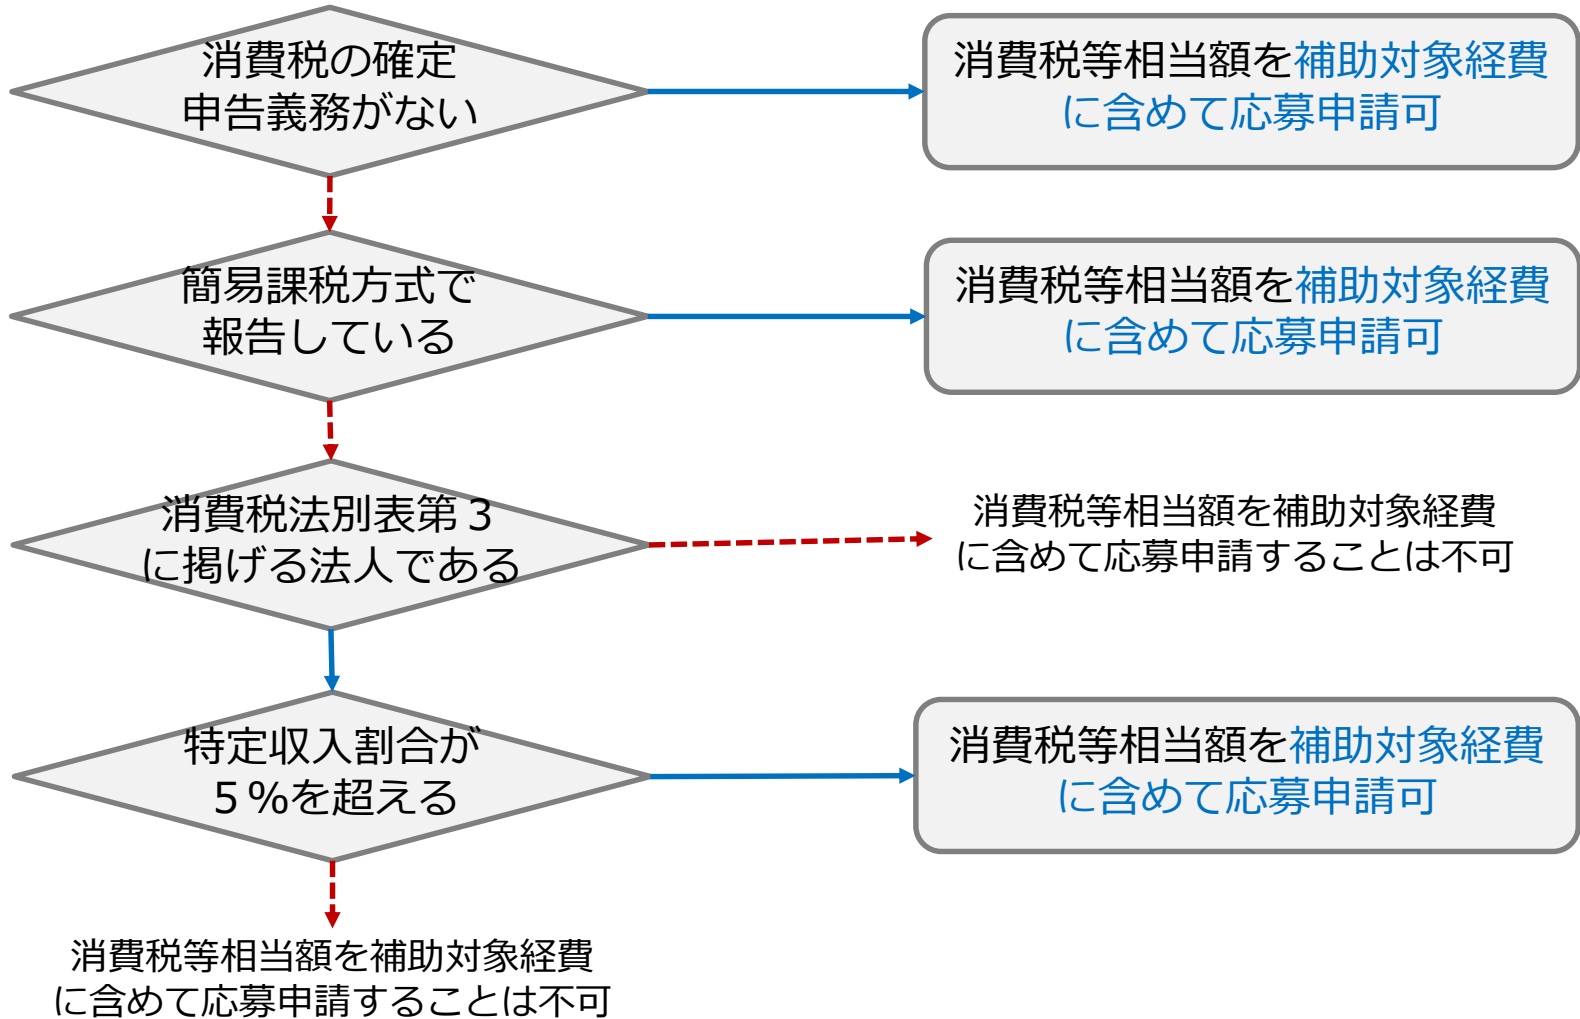 消費税の確定
申告義務がない
消費税等相当額を補助対象経費
に含めて応募申請可
簡易課税方式で
報告している
消費税等相当額を補助対象経費
に含めて応募申請可
消費税法別表第３
に掲げる法人である
消費税等相当額を補助対象経費
に含めて応募申請することは不可
特定収入割合が
５％を超える
消費税等相当額を補助対象経費
に含めて応募申請可
消費税等相当額を補助対象経費
に含めて応募申請することは不可